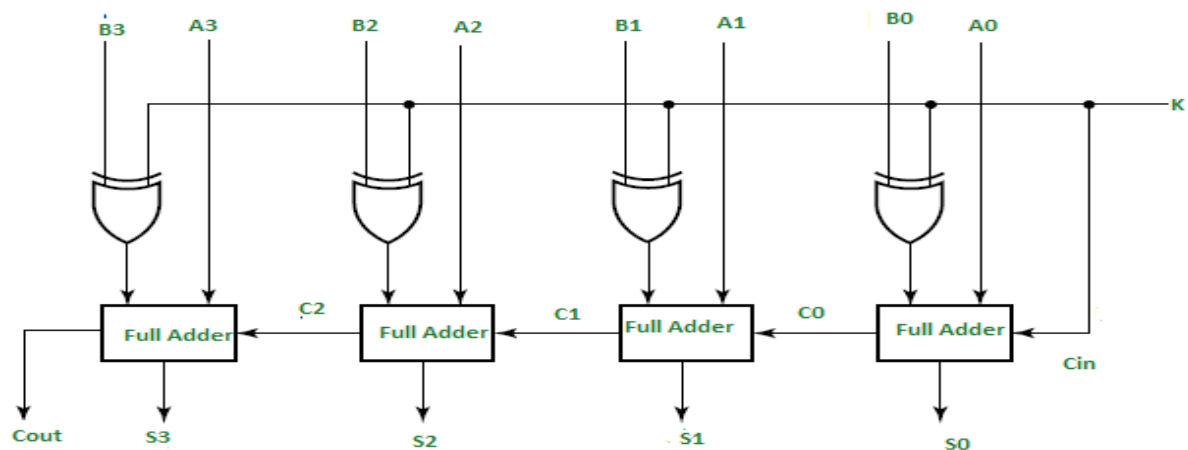 B3 A3 B2 A2 B1 A1 B0 A0
K
Full Adder C2 Full Adder C1 Full Adder C0 Full Adder
Cin
Cout S3 S2 S1 S0